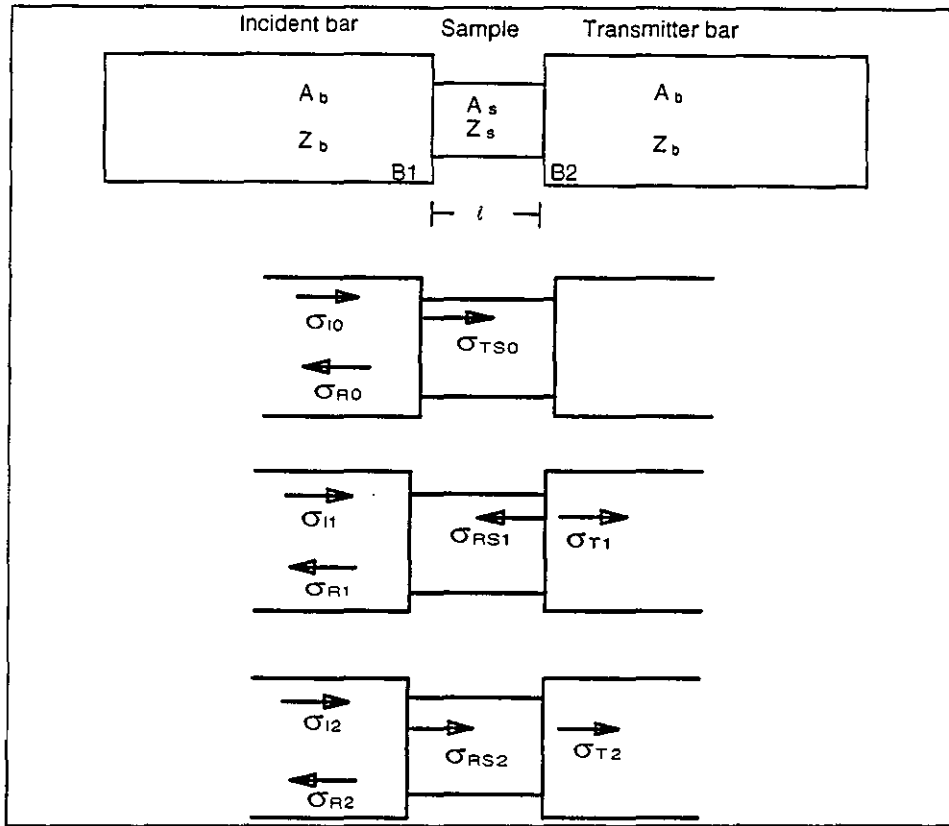 Incident bar Sample Transmitter bar
A b A s A b
Z b Z s Z b
B1 B2
l
σI0
σTS0
σR0
σI1
σRS1 σT1
σR1
σI2
σRS2 σT2
σR2